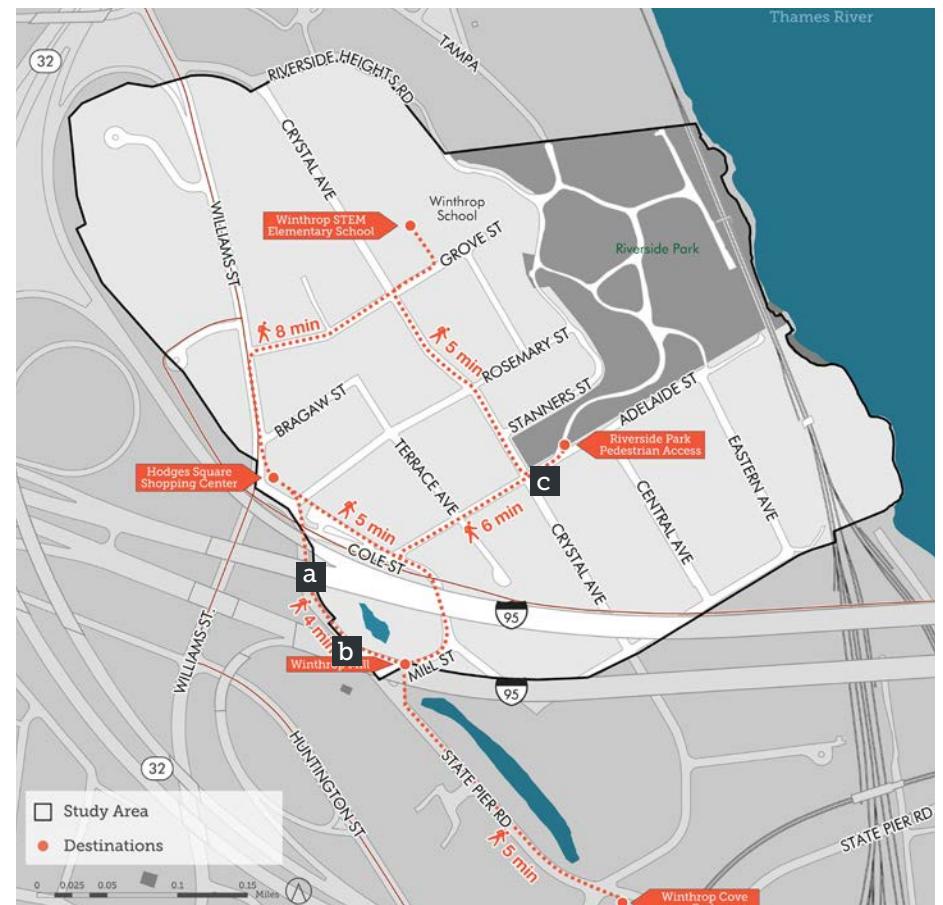 Thames River
32
TAMPA
RIVERSIDE HEIGHTS RD
CRYSTAL AVE
WILLIAMS ST
Winthrop STEM
Elementary School
Winthrop
School
GROVE ST
Riverside Park
8 min
5 min
ROSEMARY ST
STANNERS ST
ADELAIDE ST
BRAGAW ST
TERRACE AVE
Riverside Park
Pedestrian Access
EASTERN AVE
Hodges Square
Shopping Center
c
CENTRAL AVE
5 min
6 min
COLE ST
CRYSTAL AVE
a
95
4 min
WILLIAMS ST.
b
Winthrop
MILL ST
95
32
HUNTINGTON ST
STATE PIER RD
Study Area
Destinations
5 min
STATE PIER RD
0 0.025 0.05 0.1 0.15
Miles
Winthrop Cove